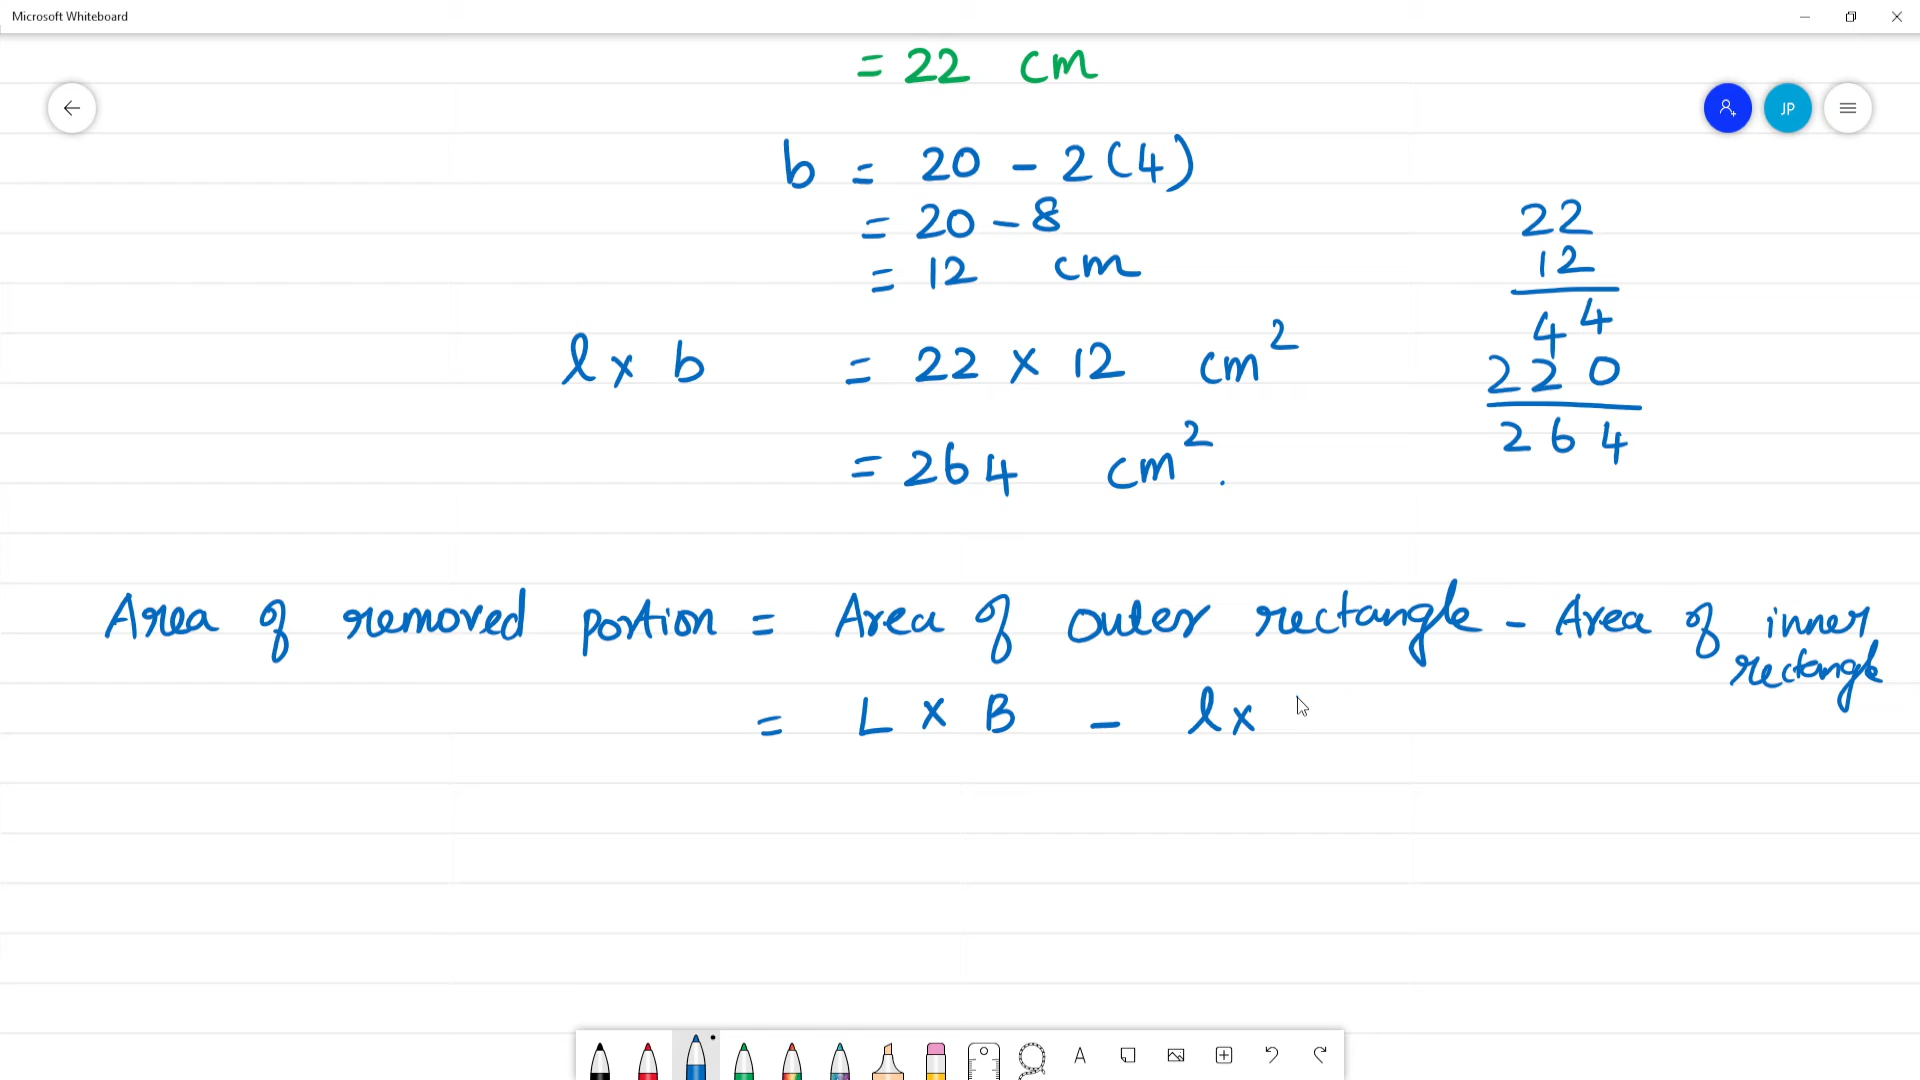 Microsoft Whiteboard
= 22 cm
JP
b = 20 - 2(4)
= 20 - 8
= 12 cm
l x b = 22 x 12 cm²
= 264 cm².
22
12
44
220
264
Area of removed portion = Area of outer rectangle - Area of inner
rectangle
= L x B - l x
A